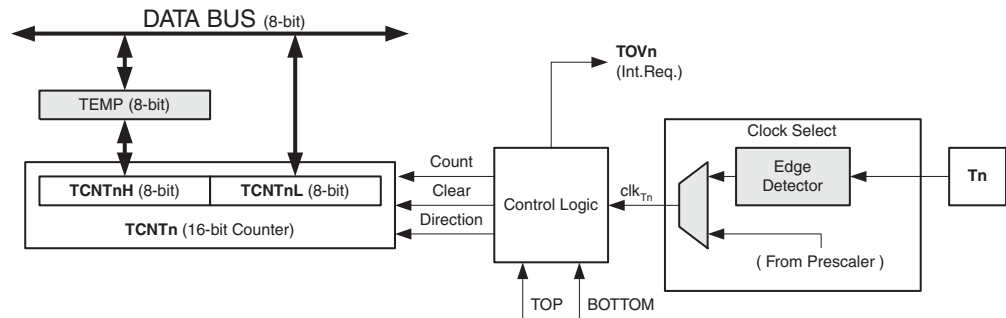 DATA BUS (8-bit)
TOVn
(Int.Req.)
TEMP (8-bit)
Clock Select
Count
Edge
Detector
TCNTnH (8-bit) TCNTnL (8-bit)
Clear
Control Logic
clkTn
Tn
TCNTn (16-bit Counter)
Direction
( From Prescaler )
TOP
BOTTOM